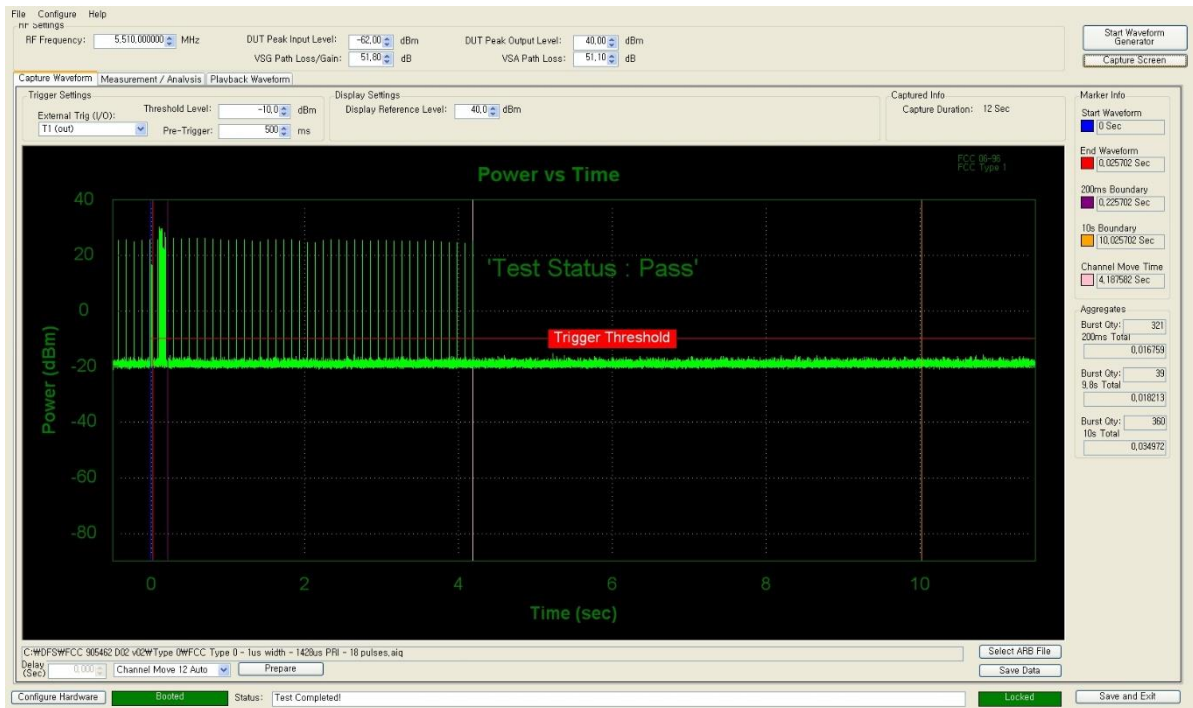 File Configure Help
RF Settings
RF Frequency: 5,510,000000 MHz DUT Peak Input Level: -62,00 dBm DUT Peak Output Level: 40,00 dBm
VSG Path Loss/Gain: 51,80 dB VSA Path Loss: 51,10 dB
Start Waveform Generator
Capture Screen
Capture Waveform Measurement / Analysis Playback Waveform
Trigger Settings
External Trig (I/O):
T1 (out)
Threshold Level: -10,0 dBm
Pre-Trigger: 500 ms
Display Settings
Display Reference Level: 40,0 dBm
Captured Info
Capture Duration: 12 Sec
Marker Info
Start Waveform
0 Sec
End Waveform
0,025702 Sec
200ms Boundary
0,225702 Sec
10s Boundary
10,025702 Sec
Channel Move Time
4,187582 Sec
Aggregates
Burst Qty: 321
200ms Total
0,016759
Burst Qty: 39
9,8s Total
0,018213
Burst Qty: 360
10s Total
0,034972
Power vs Time
FCC 06-96
FCC Type 1
'Test Status : Pass'
Trigger Threshold
Power (dBm)
40
20
0
-20
-40
-60
-80
0 2 4 6 8 10
Time (sec)
C:₩DFS₩FCC 905462 D02 v02₩Type 0₩FCC Type 0 - 1us width - 1428us PRI - 18 pulses.aiq
Select ARB File
Delay (Sec) 0,000 Channel Move 12 Auto Prepare
Save Data
Configure Hardware Booted Status: Test Completed! Locked Save and Exit